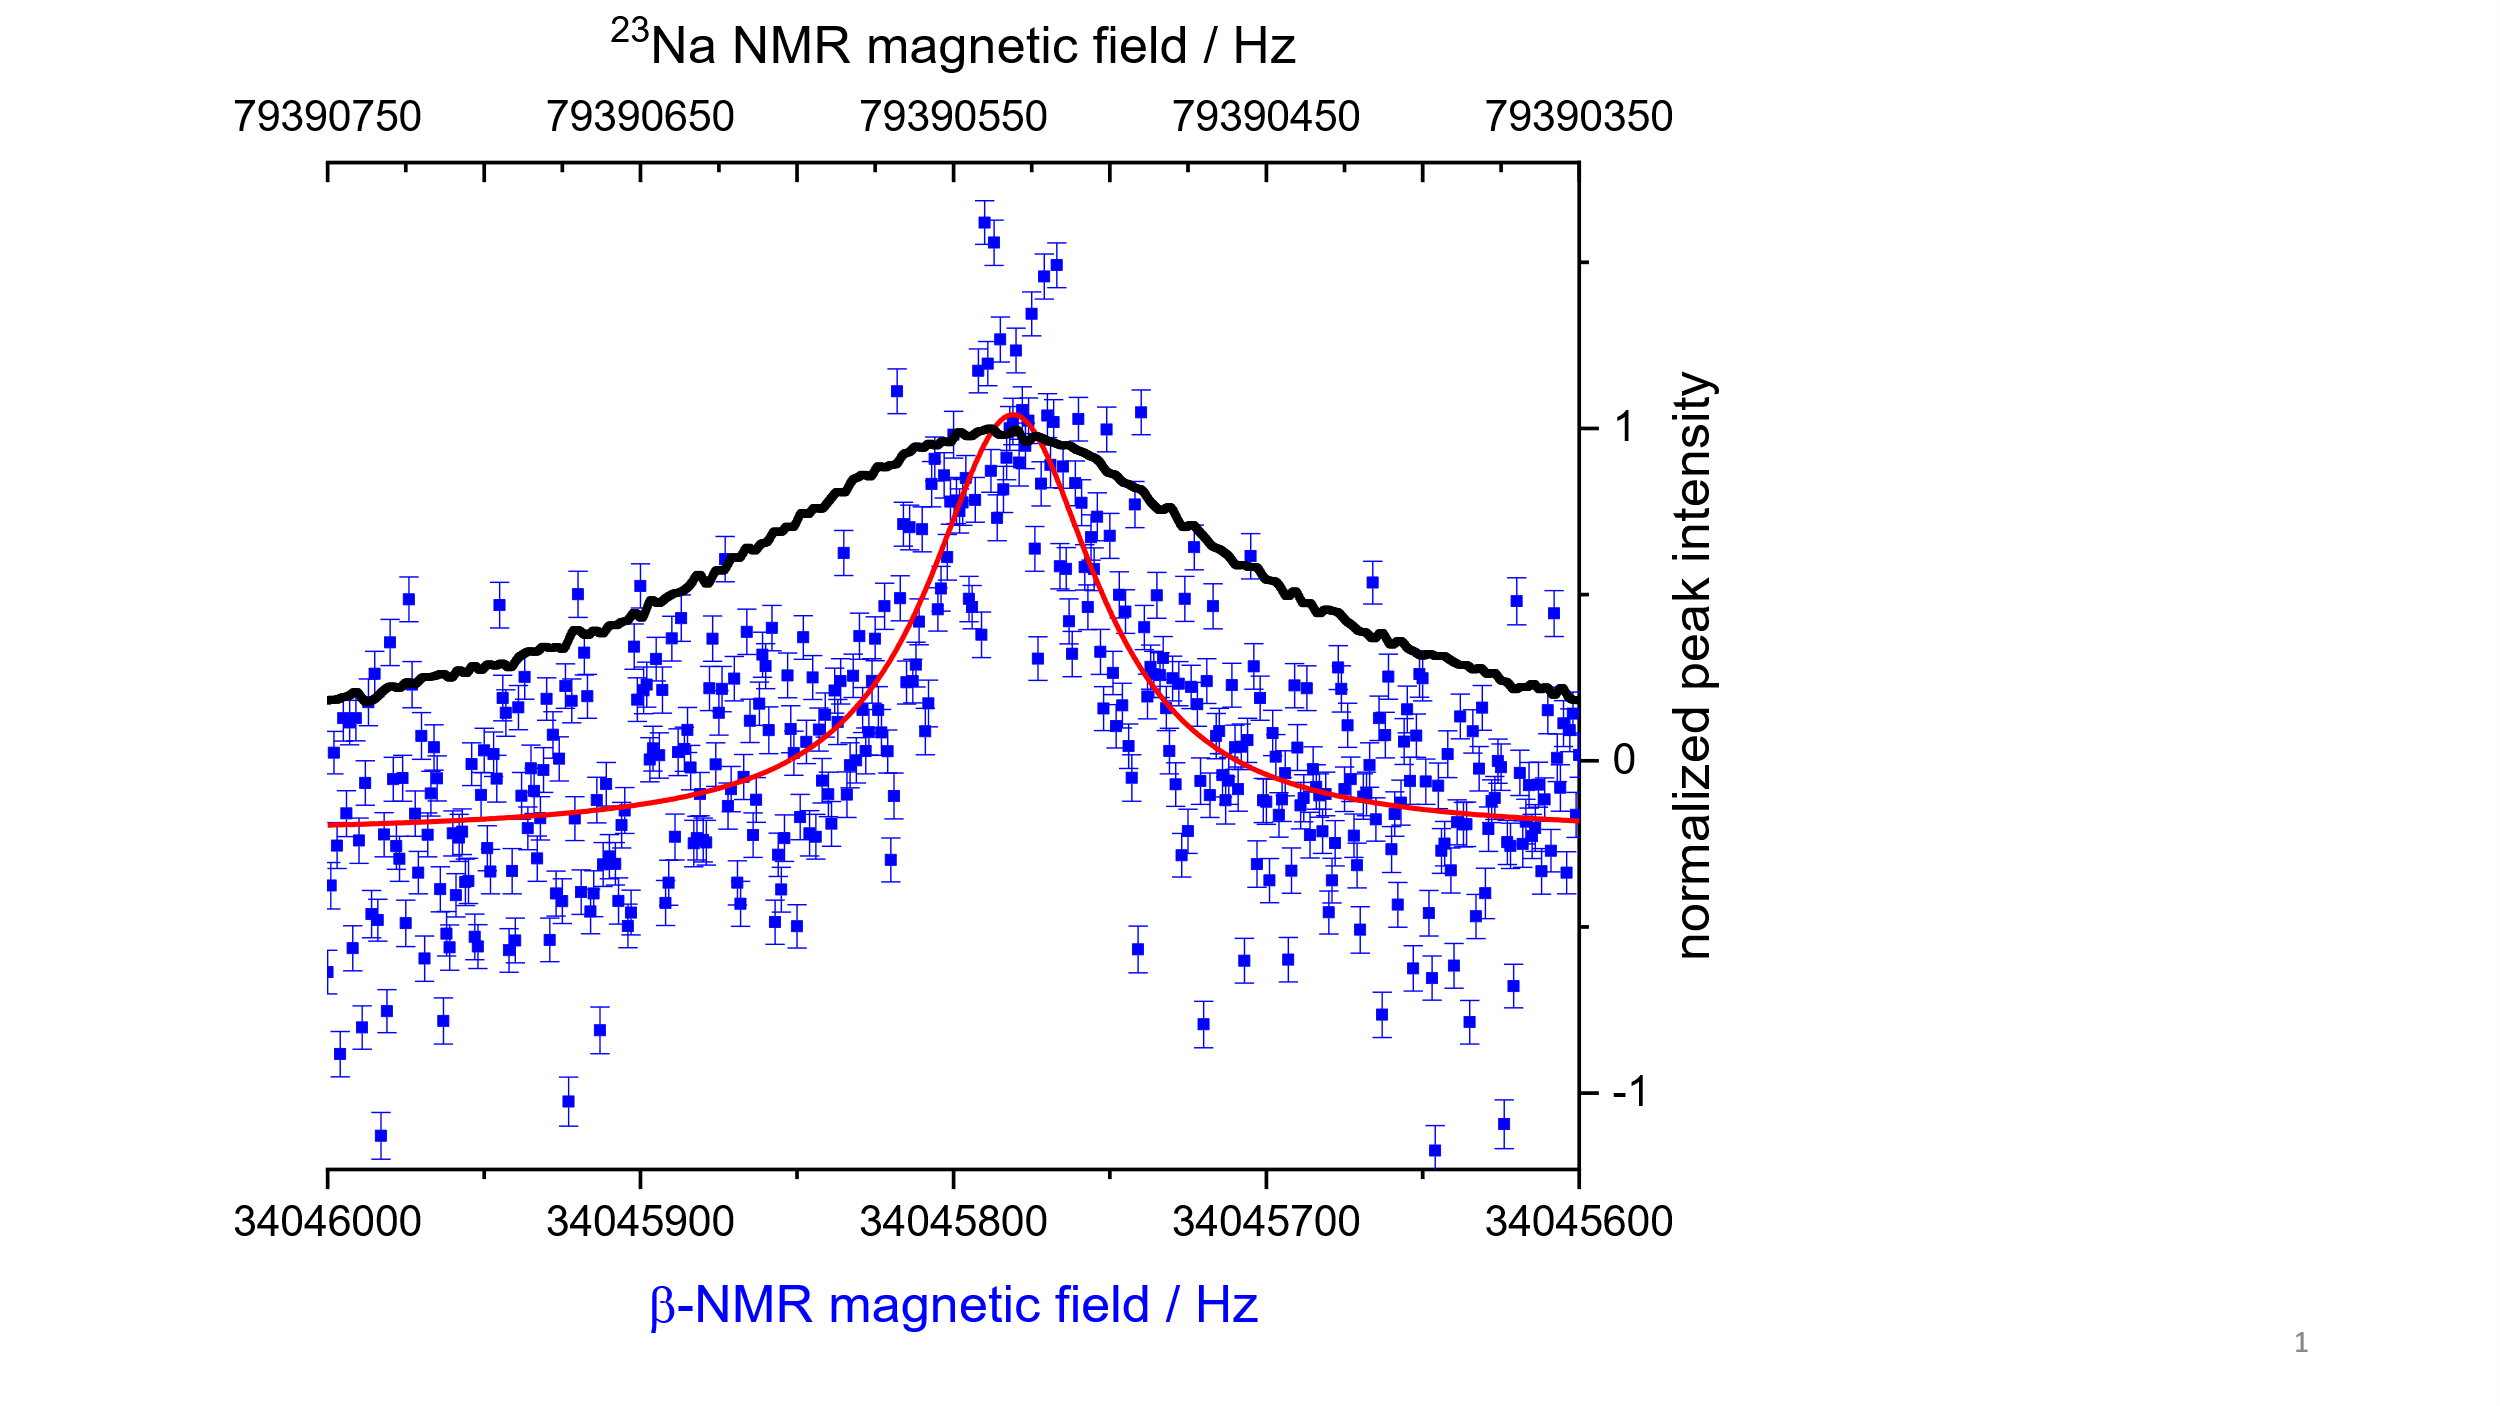 ²³Na NMR magnetic field / Hz
79390750 79390650 79390550 79390450 79390350
1
0
-1
normalized peak intensity
34046000 34045900 34045800 34045700 34045600
β-NMR magnetic field / Hz
1